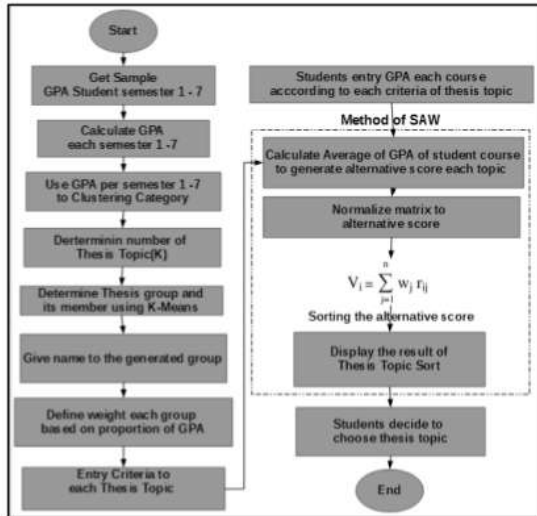 Start
Get Sample
GPA Student semester 1 - 7
Calculate GPA
each semester 1 -7
Use GPA per semester 1 -7
to Clustering Category
Derterminin number of
Thesis Topic(K)
Determine Thesis group and
its member using K-Means
Give name to the generated group
Define weight each group
based on proportion of GPA
Entry Criteria to
each Thesis Topic
Students entry GPA each course
acccording to each criteria of thesis topic
Method of SAW
Calculate Average of GPA of student course
to generate alternative score each topic
Normalize matrix to
alternative score
n
Vi = ∑ wj rij
j=1
Sorting the alternative score
Display the result of
Thesis Topic Sort
Students decide to
choose thesis topic
End